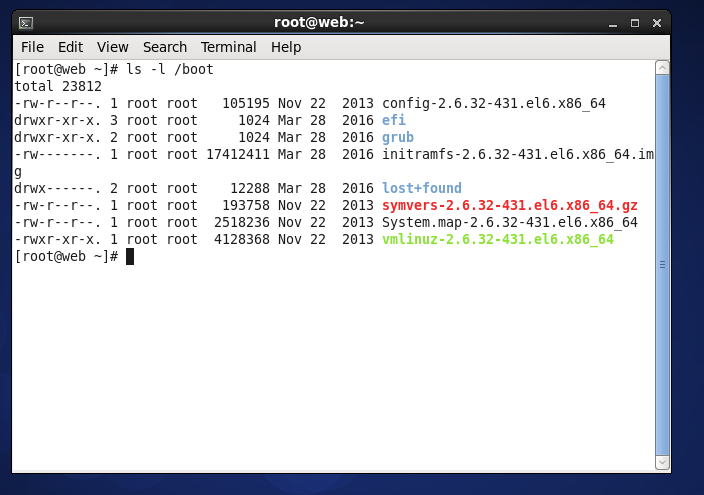 root@web:~
File Edit View Search Terminal Help
[root@web ~]# ls -l /boot
total 23812
-rw-r--r--. 1 root root   105195 Nov 22  2013 config-2.6.32-431.el6.x86_64
drwxr-xr-x. 3 root root     1024 Mar 28  2016 efi
drwxr-xr-x. 2 root root     1024 Mar 28  2016 grub
-rw-------. 1 root root 17412411 Mar 28  2016 initramfs-2.6.32-431.el6.x86_64.im
g
drwx------. 2 root root    12288 Mar 28  2016 lost+found
-rw-r--r--. 1 root root   193758 Nov 22  2013 symvers-2.6.32-431.el6.x86_64.gz
-rw-r--r--. 1 root root  2518236 Nov 22  2013 System.map-2.6.32-431.el6.x86_64
-rwxr-xr-x. 1 root root  4128368 Nov 22  2013 vmlinuz-2.6.32-431.el6.x86_64
[root@web ~]#